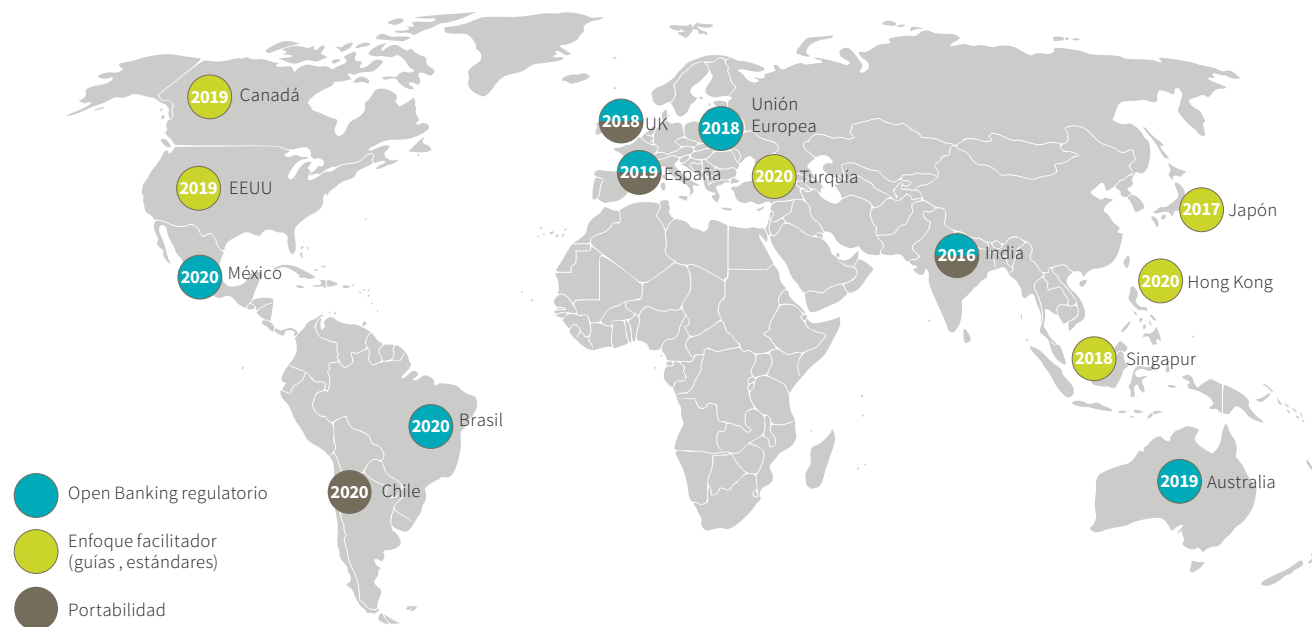 2019 Canadá
2018 UK
2018 Unión
Europea
2019 España
2020 Turquía
2019 EEUU
2017 Japón
2016 India
2020 México
2020 Hong Kong
2018 Singapur
2020 Brasil
2020 Chile
2019 Australia
Open Banking regulatorio
Enfoque facilitador
(guías , estándares)
Portabilidad